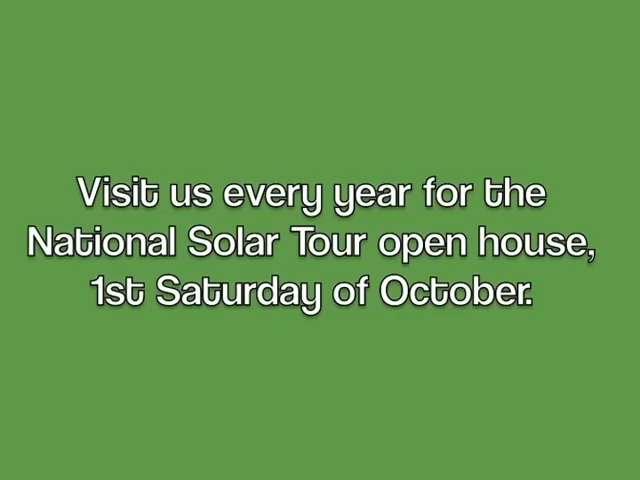 Visit us every year for the
National Solar Tour open house,
1st Saturday of October.